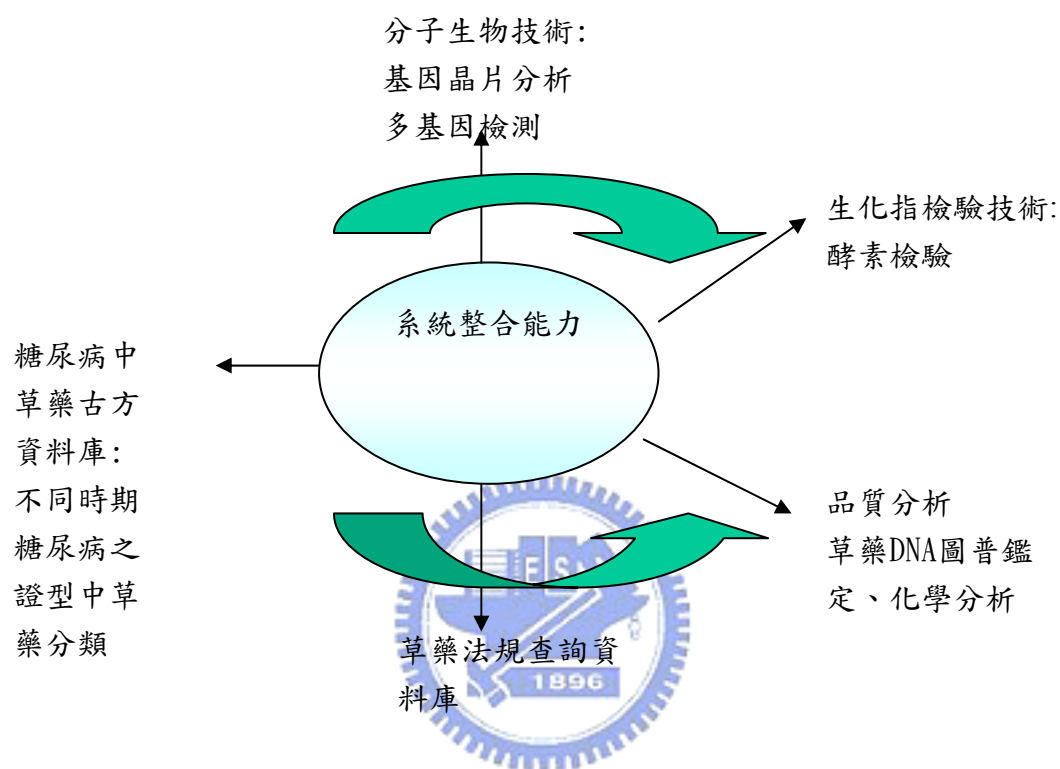 分子生物技術:
基因晶片分析
多基因檢測
生化指檢驗技術:
酵素檢驗
系統整合能力
糖尿病中
草藥古方
資料庫:
不同時期
糖尿病之
證型中草
藥分類
品質分析
草藥DNA圖普鑑
定、化學分析
草藥法規查詢資
料庫
ES
1896